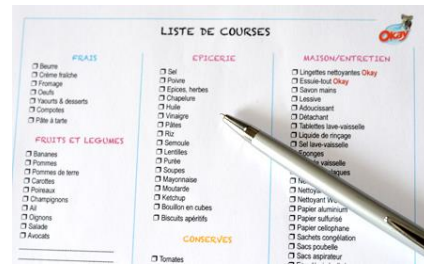 LISTE DE COURSES
Okay
FRAIS
Beurre
Crème fraîche
Fromage
Oeufs
Yaourts & desserts
Compotes
Pâte à tarte
FRUITS ET LEGUMES
Bananes
Pommes
Pommes de terre
Carottes
Poireaux
Champignons
Ail
Oignons
Salade
Avocats
EPICERIE
Sel
Poivre
Epices, herbes
Chapelure
Huile
Vinaigre
Pâtes
Riz
Semoule
Lentilles
Purée
Soupes
Mayonnaise
Moutarde
Ketchup
Bouillon en cubes
Biscuits apéritifs
CONSERVES
Tomates
MAISON/ENTRETIEN
Lingettes nettoyantes Okay
Essuie-tout Okay
Savon mains
Lessive
Adoucissant
Détachant
Tablettes lave-vaisselle
Liquide de rinçage
Sel lave-vaisselle
Eponges
vaisselle
Papier aluminium
Papier sulfurisé
Papier cellophane
Sachets congélation
Sacs poubelle
Sacs aspirateur